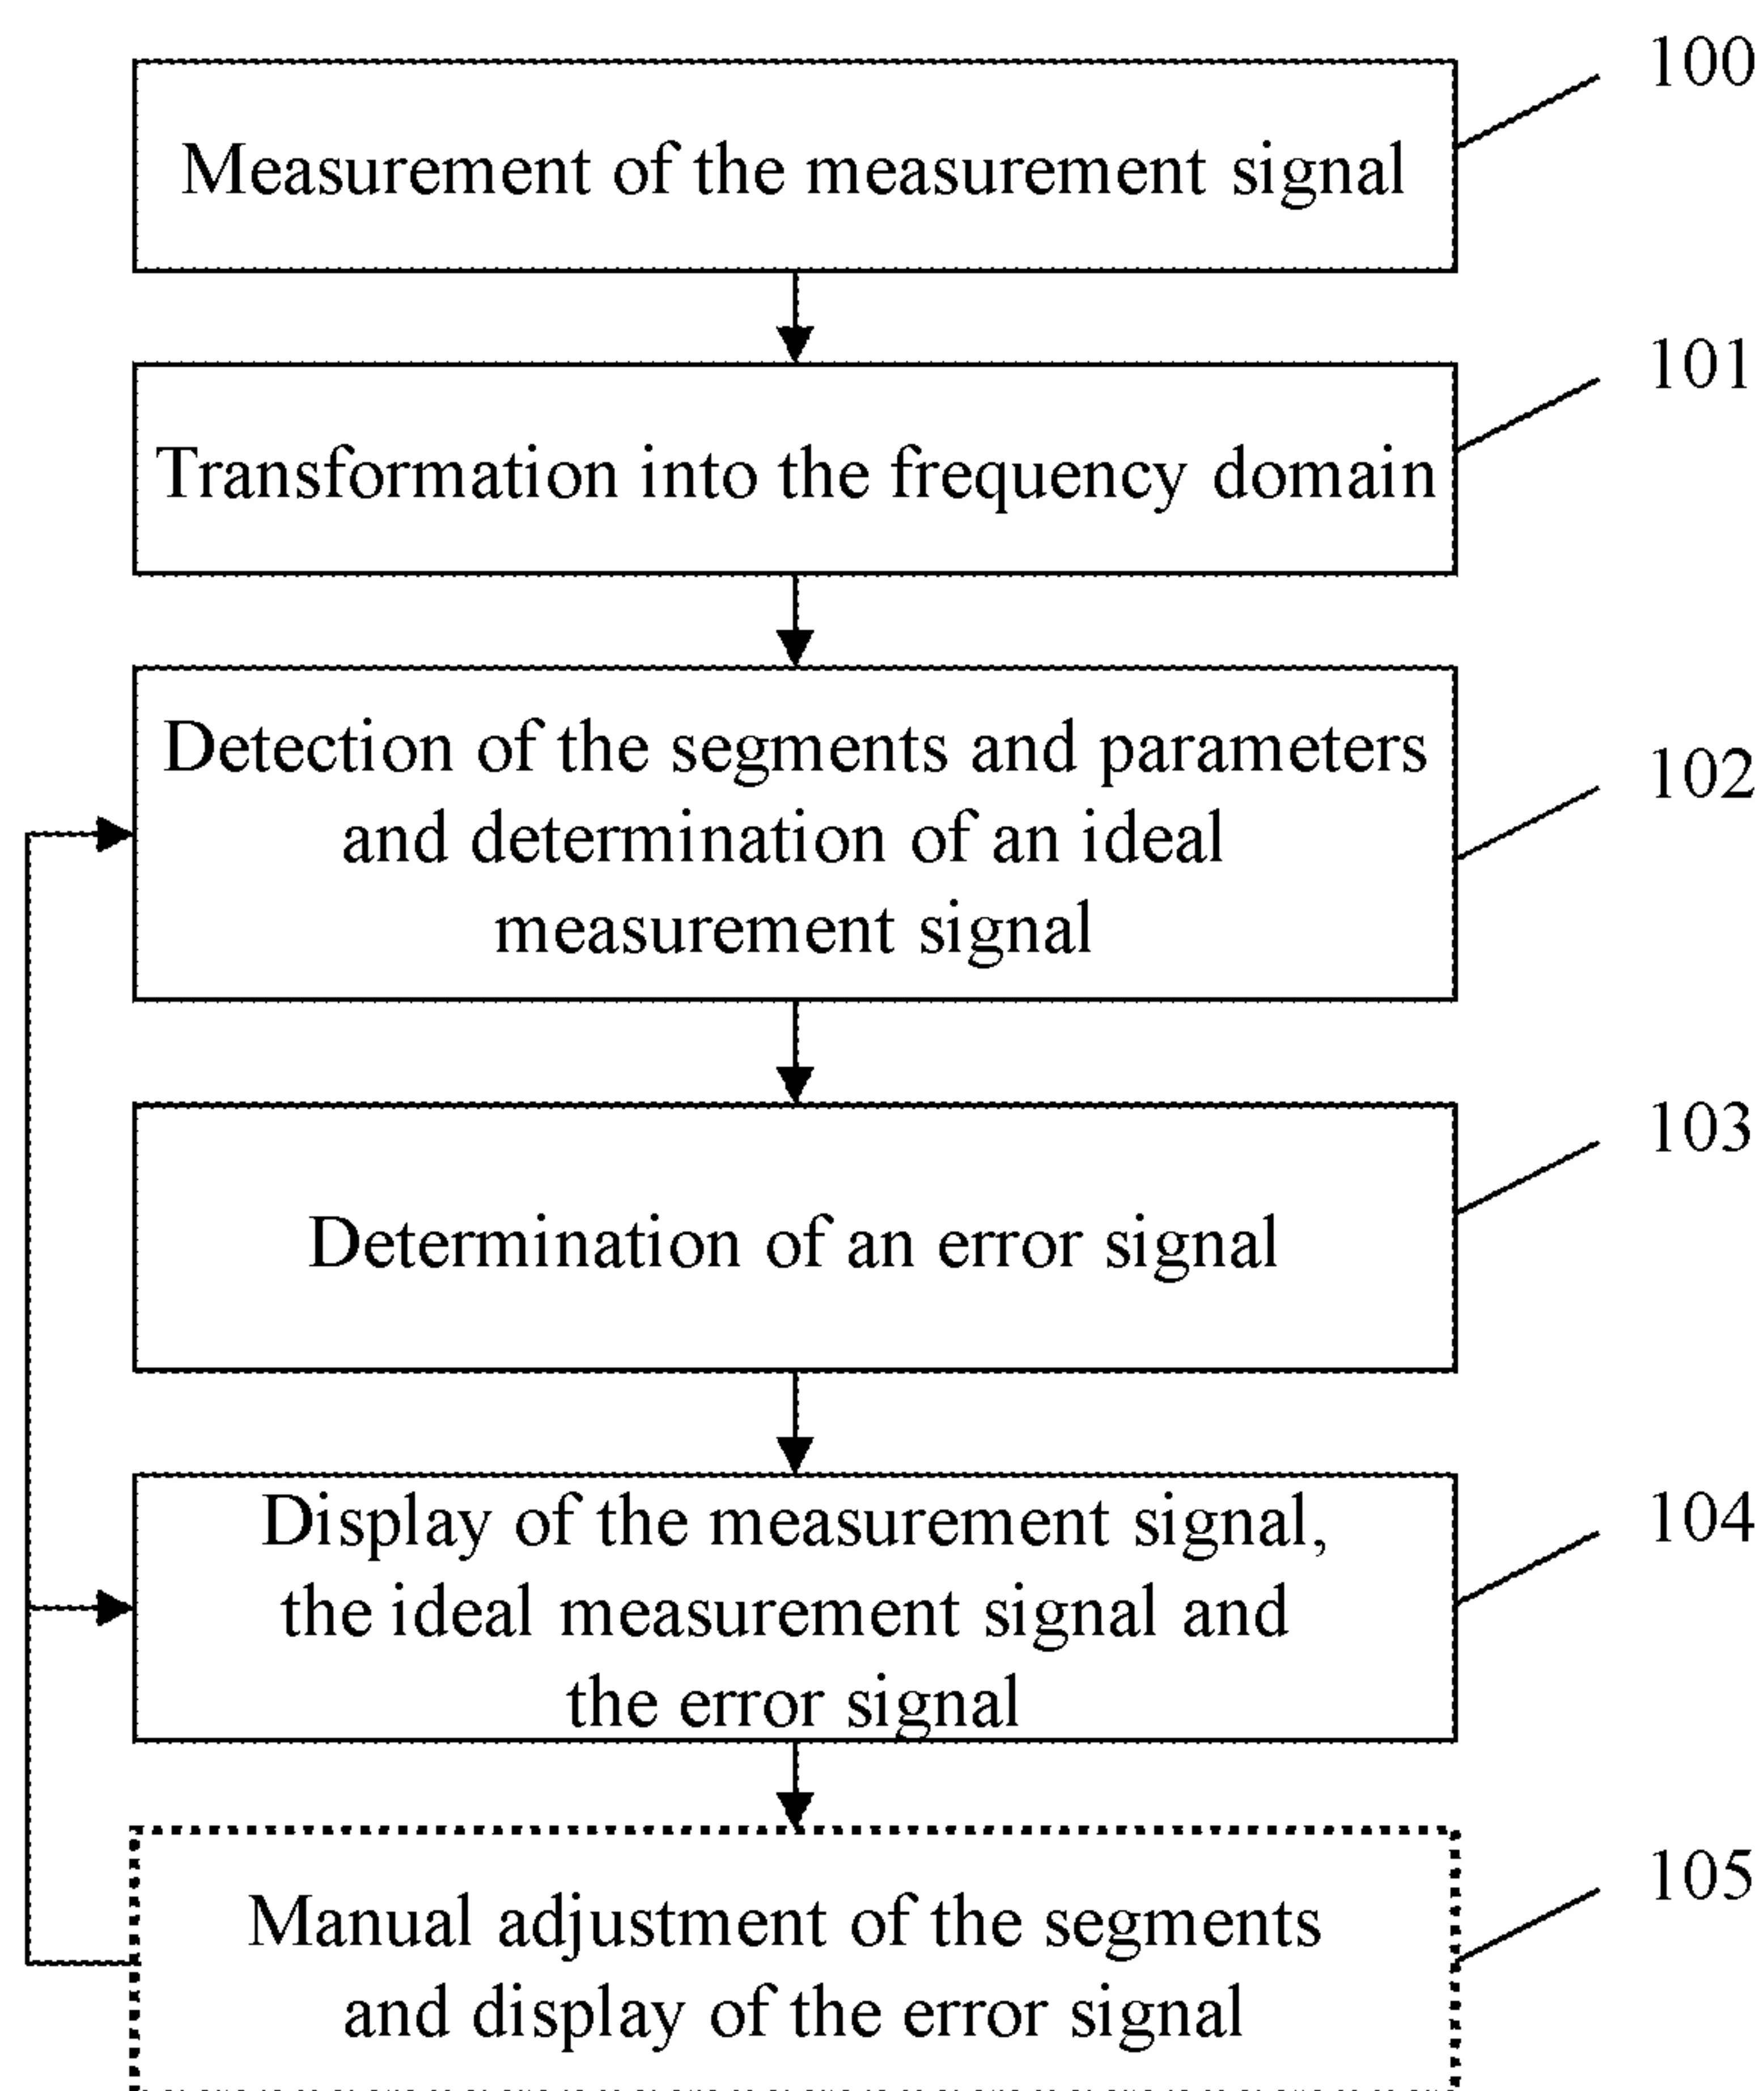 100
Measurement of the measurement signal
101
Transformation into the frequency domain
102
Detection of the segments and parameters
and determination of an ideal
measurement signal
103
Determination of an error signal
104
Display of the measurement signal,
the ideal measurement signal and
the error signal
105
Manual adjustment of the segments
and display of the error signal